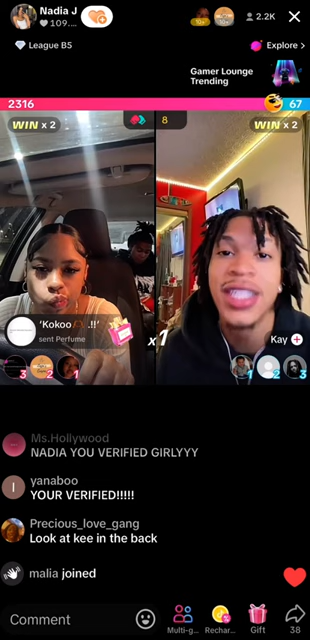 Nadia J
109....
10+
2.2K
League B5
Explore >
Gamer Lounge
Trending
2316
67
WIN x 2
8
WIN x 2
'Kokoo .!!'
sent Perfume
x1
Kay
3
2
1
1
2
3
Ms.Hollywood
NADIA YOU VERIFIED GIRLYYY
I
yanaboo
YOUR VERIFIED!!!!!
Precious_love_gang
Look at kee in the back
malia joined
Comment
Multi-g...
Rechar...
Gift
38